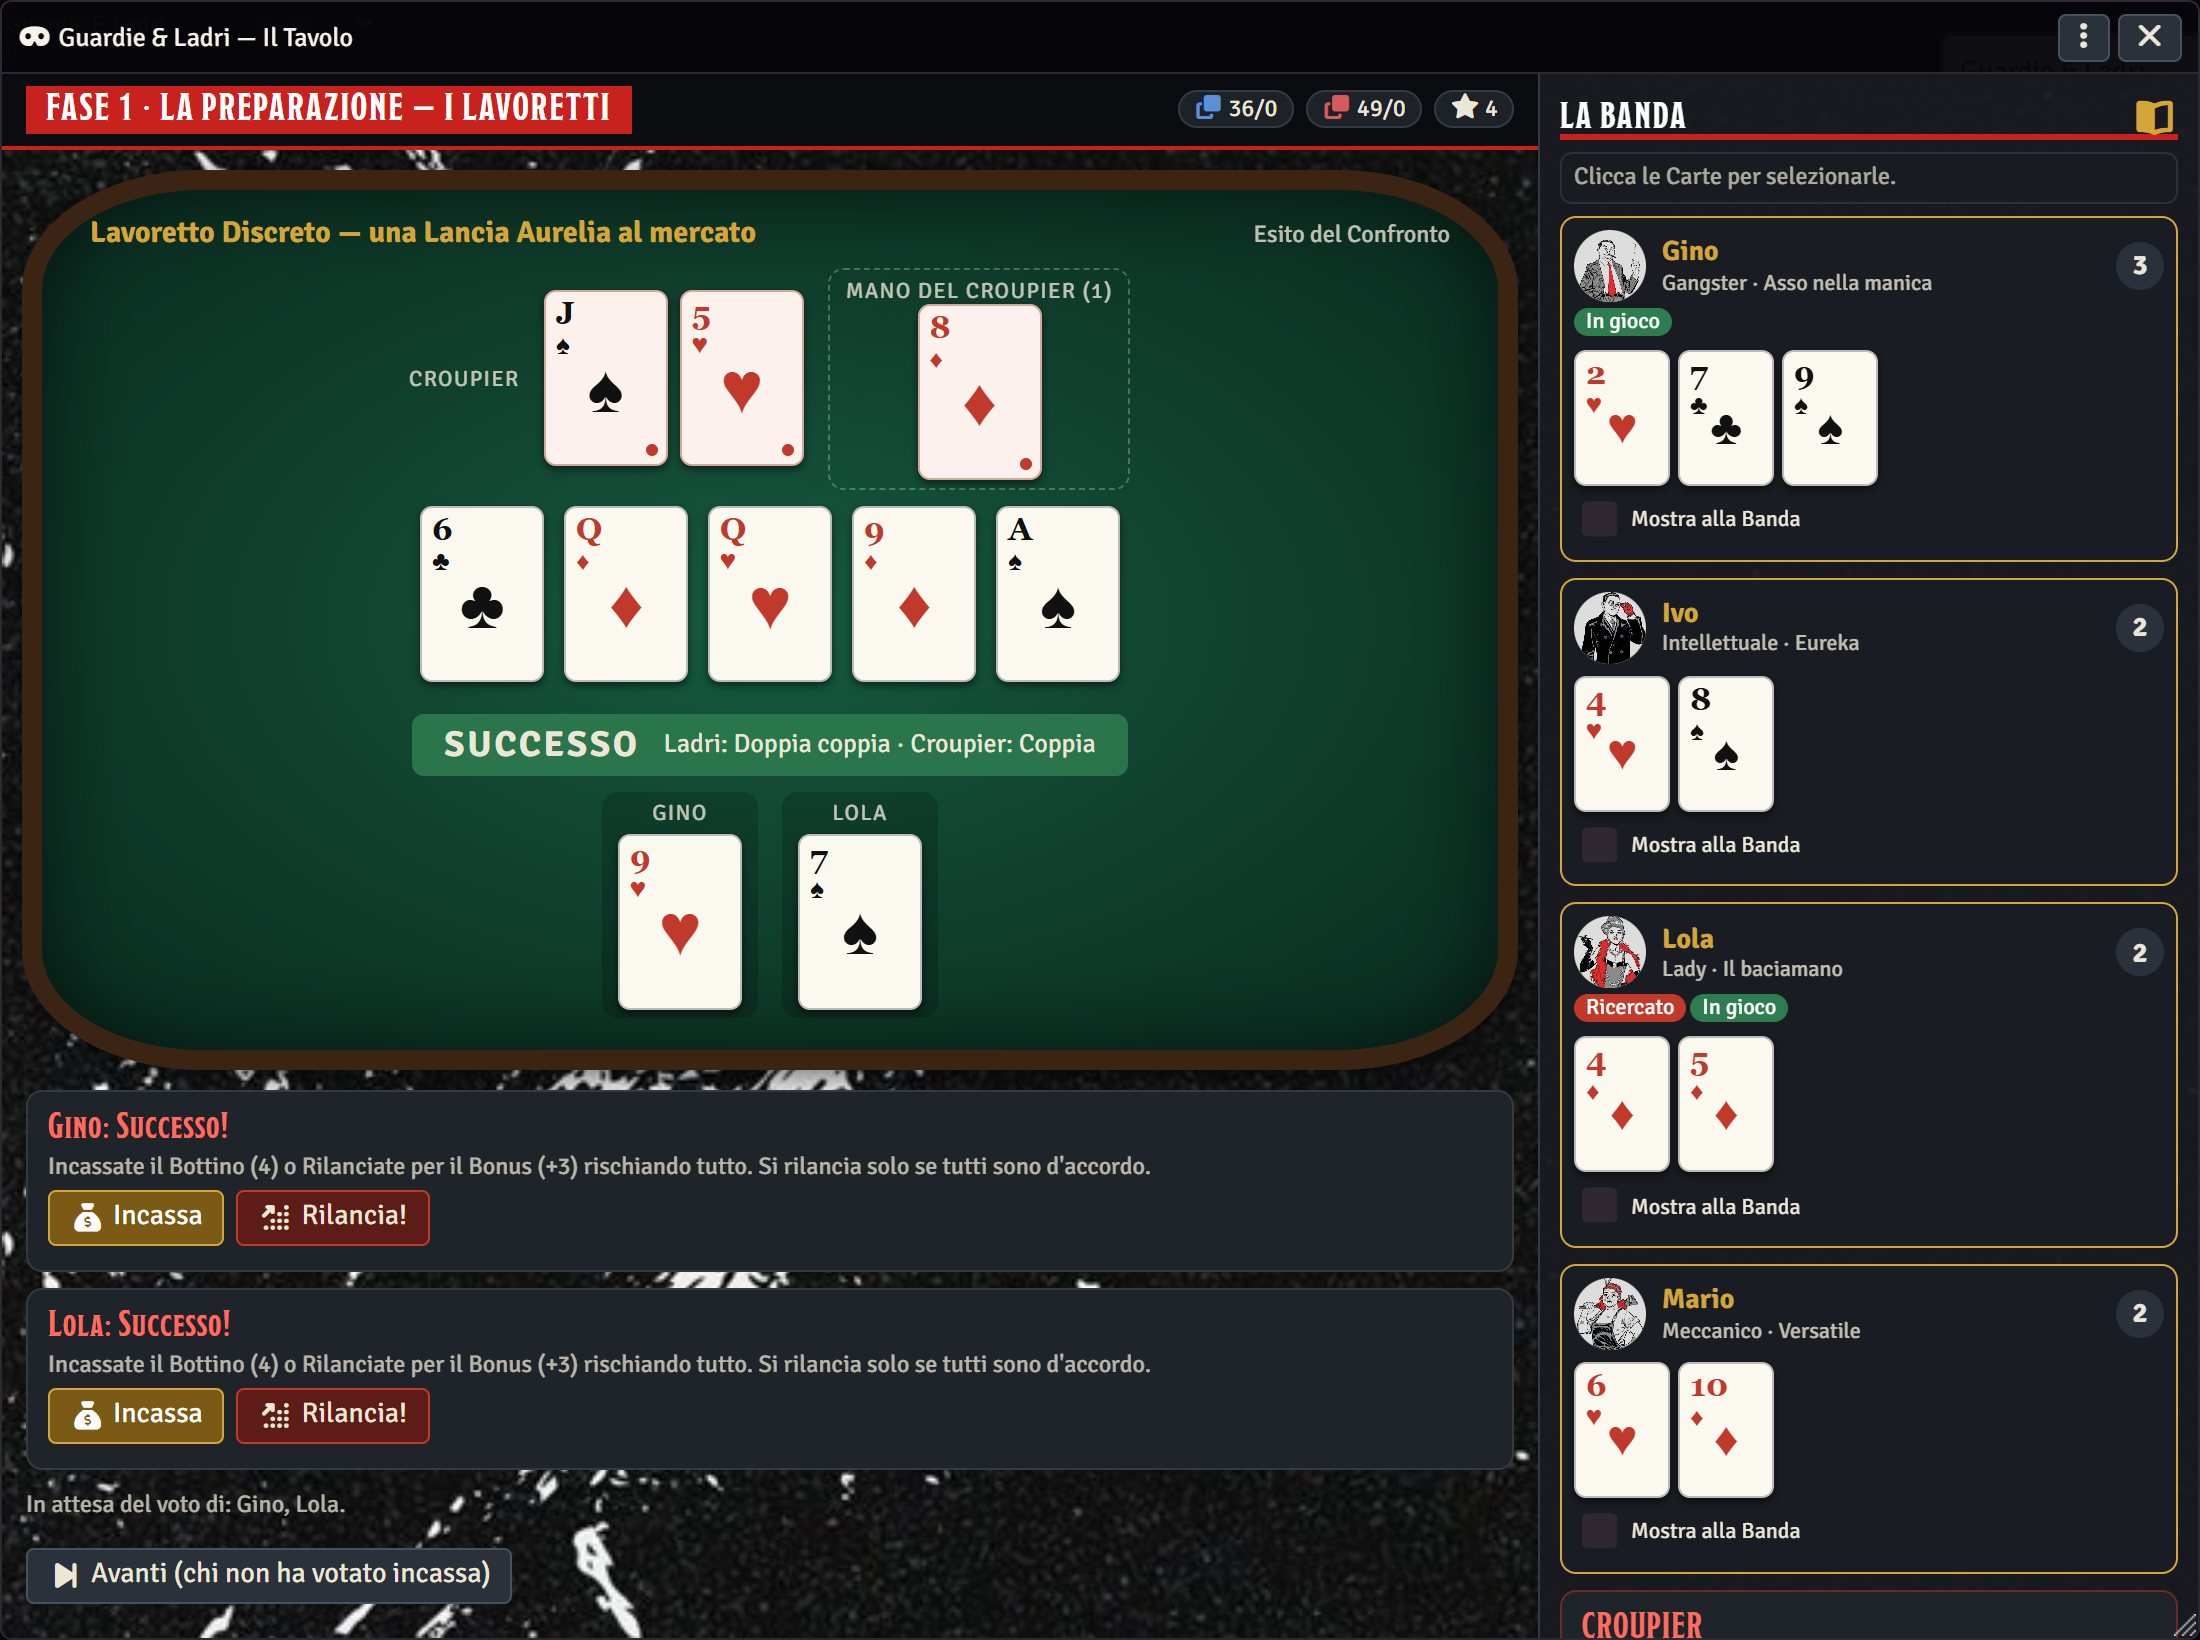 Guardie & Ladri — Il Tavolo
FASE 1 · LA PREPARAZIONE — I LAVORETTI
36/0
49/0
4
Lavoretto Discreto — una Lancia Aurelia al mercato
Esito del Confronto
CROUPIER
J
5
MANO DEL CROUPIER (1)
8
6
Q
Q
9
A
SUCCESSO Ladri: Doppia coppia · Croupier: Coppia
GINO
9
LOLA
7
GINO: SUCCESSO!
Incassate il Bottino (4) o Rilanciate per il Bonus (+3) rischiando tutto. Si rilancia solo se tutti sono d'accordo.
Incassa
Rilancia!
LOLA: SUCCESSO!
Incassate il Bottino (4) o Rilanciate per il Bonus (+3) rischiando tutto. Si rilancia solo se tutti sono d'accordo.
Incassa
Rilancia!
In attesa del voto di: Gino, Lola.
Avanti (chi non ha votato incassa)
LA BANDA
Clicca le Carte per selezionarle.
Gino
Gangster · Asso nella manica
3
In gioco
2
7
9
Mostra alla Banda
Ivo
Intellettuale · Eureka
2
4
8
Mostra alla Banda
Lola
Lady · Il baciamano
2
Ricercato
In gioco
4
5
Mostra alla Banda
Mario
Meccanico · Versatile
2
6
10
Mostra alla Banda
CROUPIER